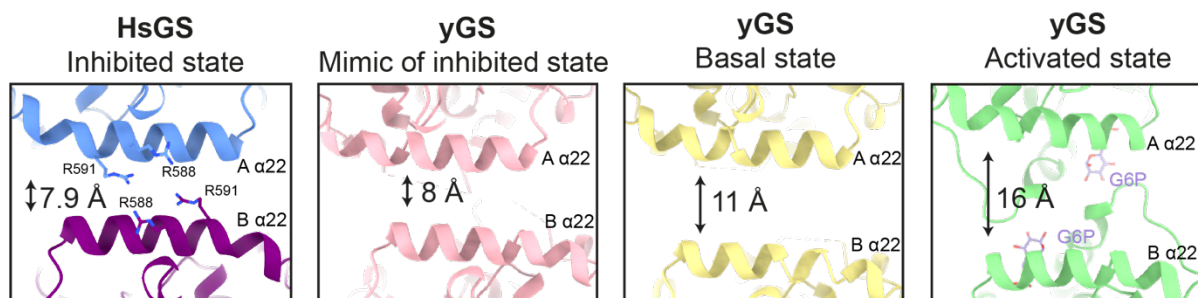 HsGS
Inhibited state
yGS
Mimic of inhibited state
yGS
Basal state
yGS
Activated state
A α22
R591
R588
R591
7.9 Å
R588
B α22
A α22
8 Å
B α22
A α22
11 Å
B α22
A α22
G6P
16 Å
G6P
B α22